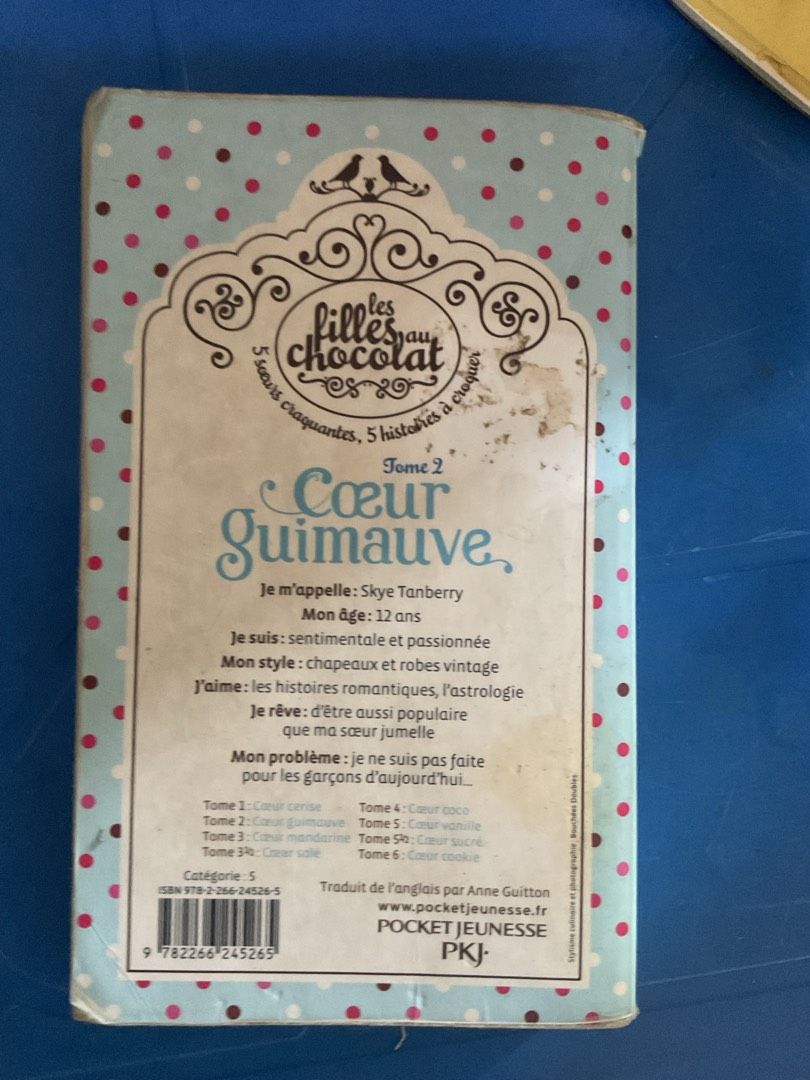 les
filles au
chocolat
5 sœurs craquantes, 5 histoires à croquer
Tome 2
Cœur
guimauve
Je m'appelle : Skye Tanberry
Mon âge : 12 ans
Je suis : sentimentale et passionnée
Mon style : chapeaux et robes vintage
J'aime : les histoires romantiques, l'astrologie
Je rêve : d'être aussi populaire
que ma sœur jumelle
Mon problème : je ne suis pas faite
pour les garçons d'aujourd'hui...
Tome 1 : Cœur cerise
Tome 2 : Cœur guimauve
Tome 3 : Cœur mandarine
Tome 3½ : Cœur salé
Tome 4 : Cœur coco
Tome 5 : Cœur vanille
Tome 5½ : Cœur sucré
Tome 6 : Cœur cookie
Catégorie : 5
ISBN 978-2-266-24526-5
9 782266 245265
Traduit de l'anglais par Anne Guitton
www.pocketjeunesse.fr
POCKET JEUNESSE
PKJ·
Stylisme culinaire et photographie : Bouchées Doubles